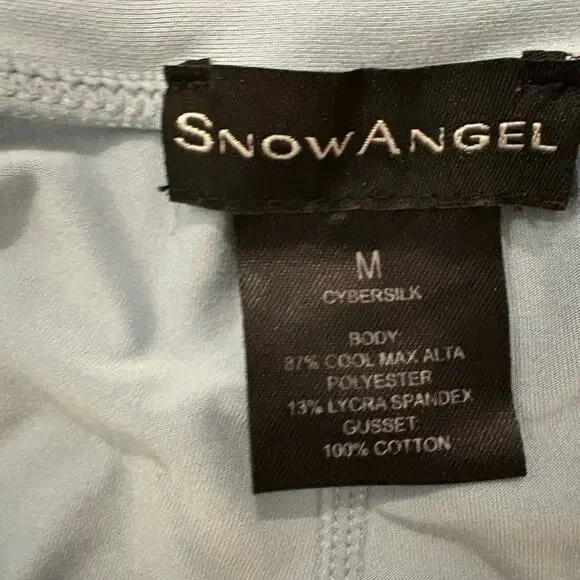 SNOWANGEL
M
CYBERSILK
BODY:
87% COOL MAX ALTA
POLYESTER
13% LYCRA SPANDEX
GUSSET:
100% COTTON